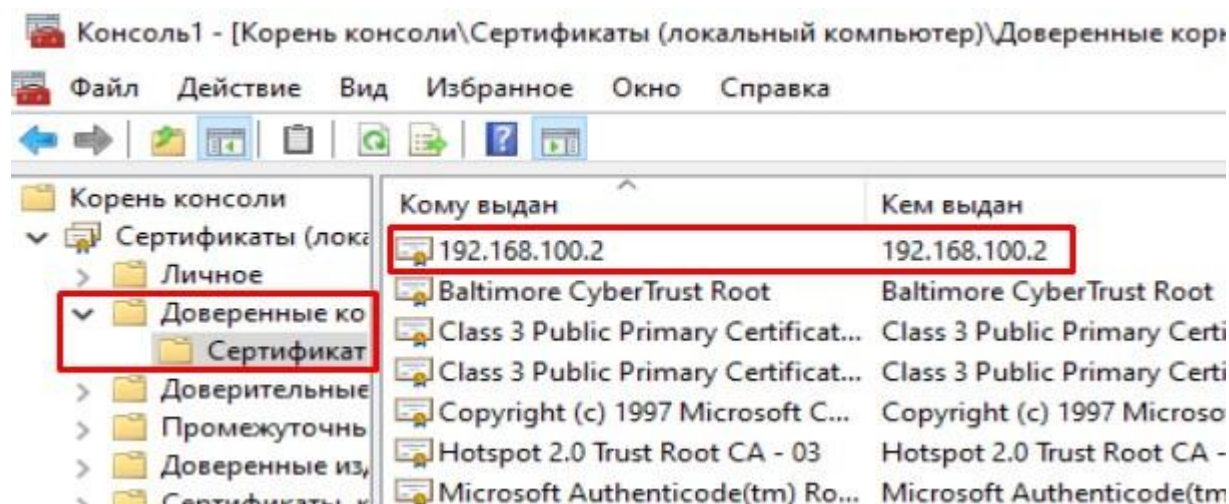 Консоль1 - [Корень консоли\Сертификаты (локальный компьютер)\Доверенные корн
Файл Действие Вид Избранное Окно Справка
Корень консоли
Сертификаты (лока
Личное
Доверенные ко
Сертификат
Доверительные
Промежуточнь
Доверенные из,
Сертификаты, к
Кому выдан Кем выдан
192.168.100.2 192.168.100.2
Baltimore CyberTrust Root Baltimore CyberTrust Root
Class 3 Public Primary Certificat... Class 3 Public Primary Certi
Class 3 Public Primary Certificat... Class 3 Public Primary Certi
Copyright (c) 1997 Microsoft C... Copyright (c) 1997 Microso
Hotspot 2.0 Trust Root CA - 03 Hotspot 2.0 Trust Root CA -
Microsoft Authenticode(tm) Ro... Microsoft Authenticode(tm